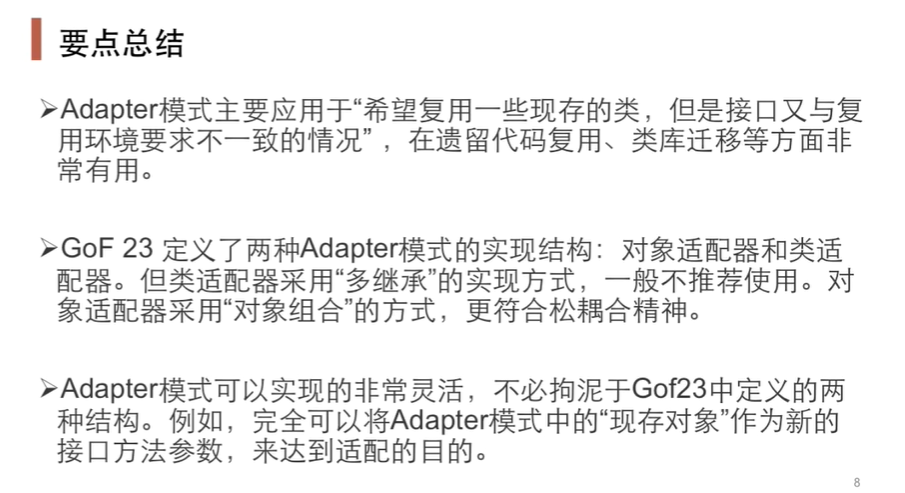 要点总结
➢Adapter模式主要应用于“希望复用一些现存的类，但是接口又与复
用环境要求不一致的情况”，在遗留代码复用、类库迁移等方面非
常有用。
➢GoF 23 定义了两种Adapter模式的实现结构：对象适配器和类适
配器。但类适配器采用“多继承”的实现方式，一般不推荐使用。对
象适配器采用“对象组合”的方式，更符合松耦合精神。
➢Adapter模式可以实现的非常灵活，不必拘泥于Gof23中定义的两
种结构。例如，完全可以将Adapter模式中的“现存对象”作为新的
接口方法参数，来达到适配的目的。
8